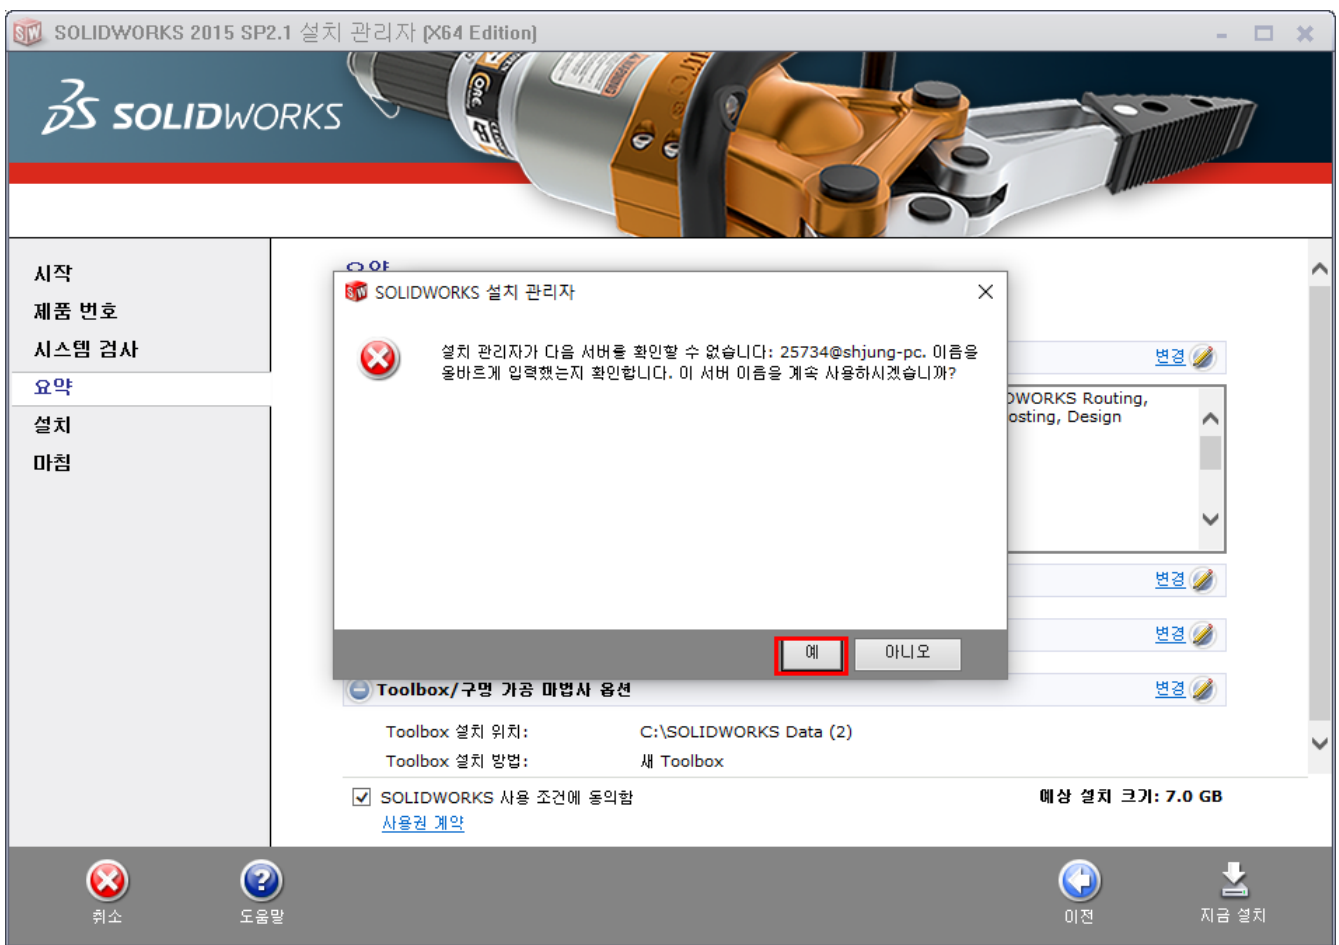 SOLIDWORKS 2015 SP2.1 설치 관리자 (X64 Edition)
SOLIDWORKS
시작
제품 번호
시스템 검사
요약
설치
마침
요약
SOLIDWORKS 설치 관리자
설치 관리자가 다음 서버를 확인할 수 없습니다: 25734@shjung-pc. 이름을
올바르게 입력했는지 확인합니다. 이 서버 이름을 계속 사용하시겠습니까?
변경
DWORKS Routing,
osting, Design
변경
변경
예
아니오
Toolbox/구멍 가공 마법사 옵션
변경
Toolbox 설치 위치: C:\SOLIDWORKS Data (2)
Toolbox 설치 방법: 새 Toolbox
SOLIDWORKS 사용 조건에 동의함
예상 설치 크기: 7.0 GB
사용권 계약
취소
도움말
이전
지금 설치